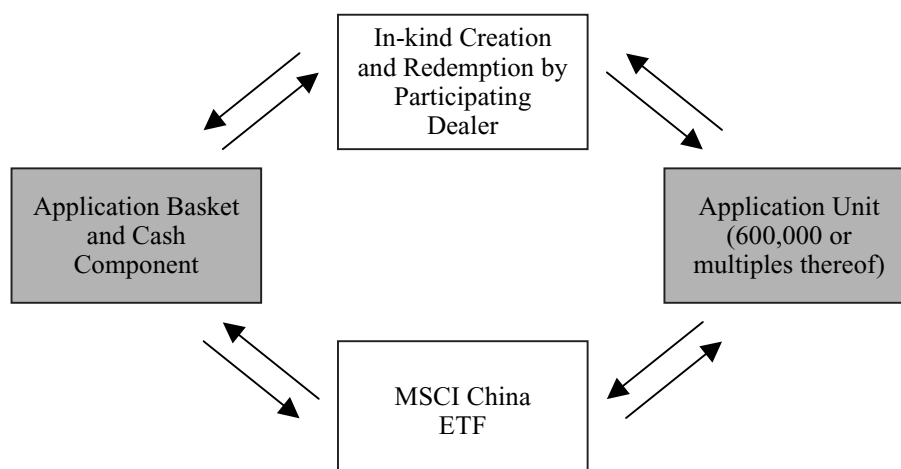 In-kind Creation
and Redemption by
Participating
Dealer
Application Basket
and Cash
Component
Application Unit
(600,000 or
multiples thereof)
MSCI China
ETF